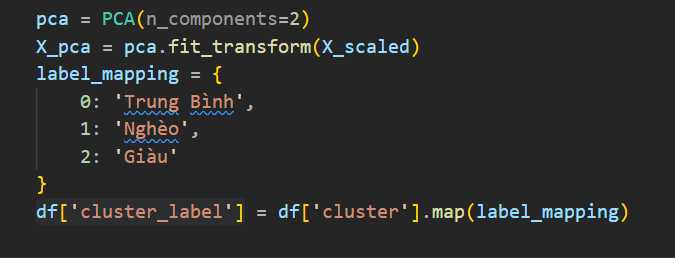 pca = PCA(n_components=2)
X_pca = pca.fit_transform(X_scaled)
label_mapping = {
    0: 'Trung Bình',
    1: 'Nghèo',
    2: 'Giàu'
}
df['cluster_label'] = df['cluster'].map(label_mapping)